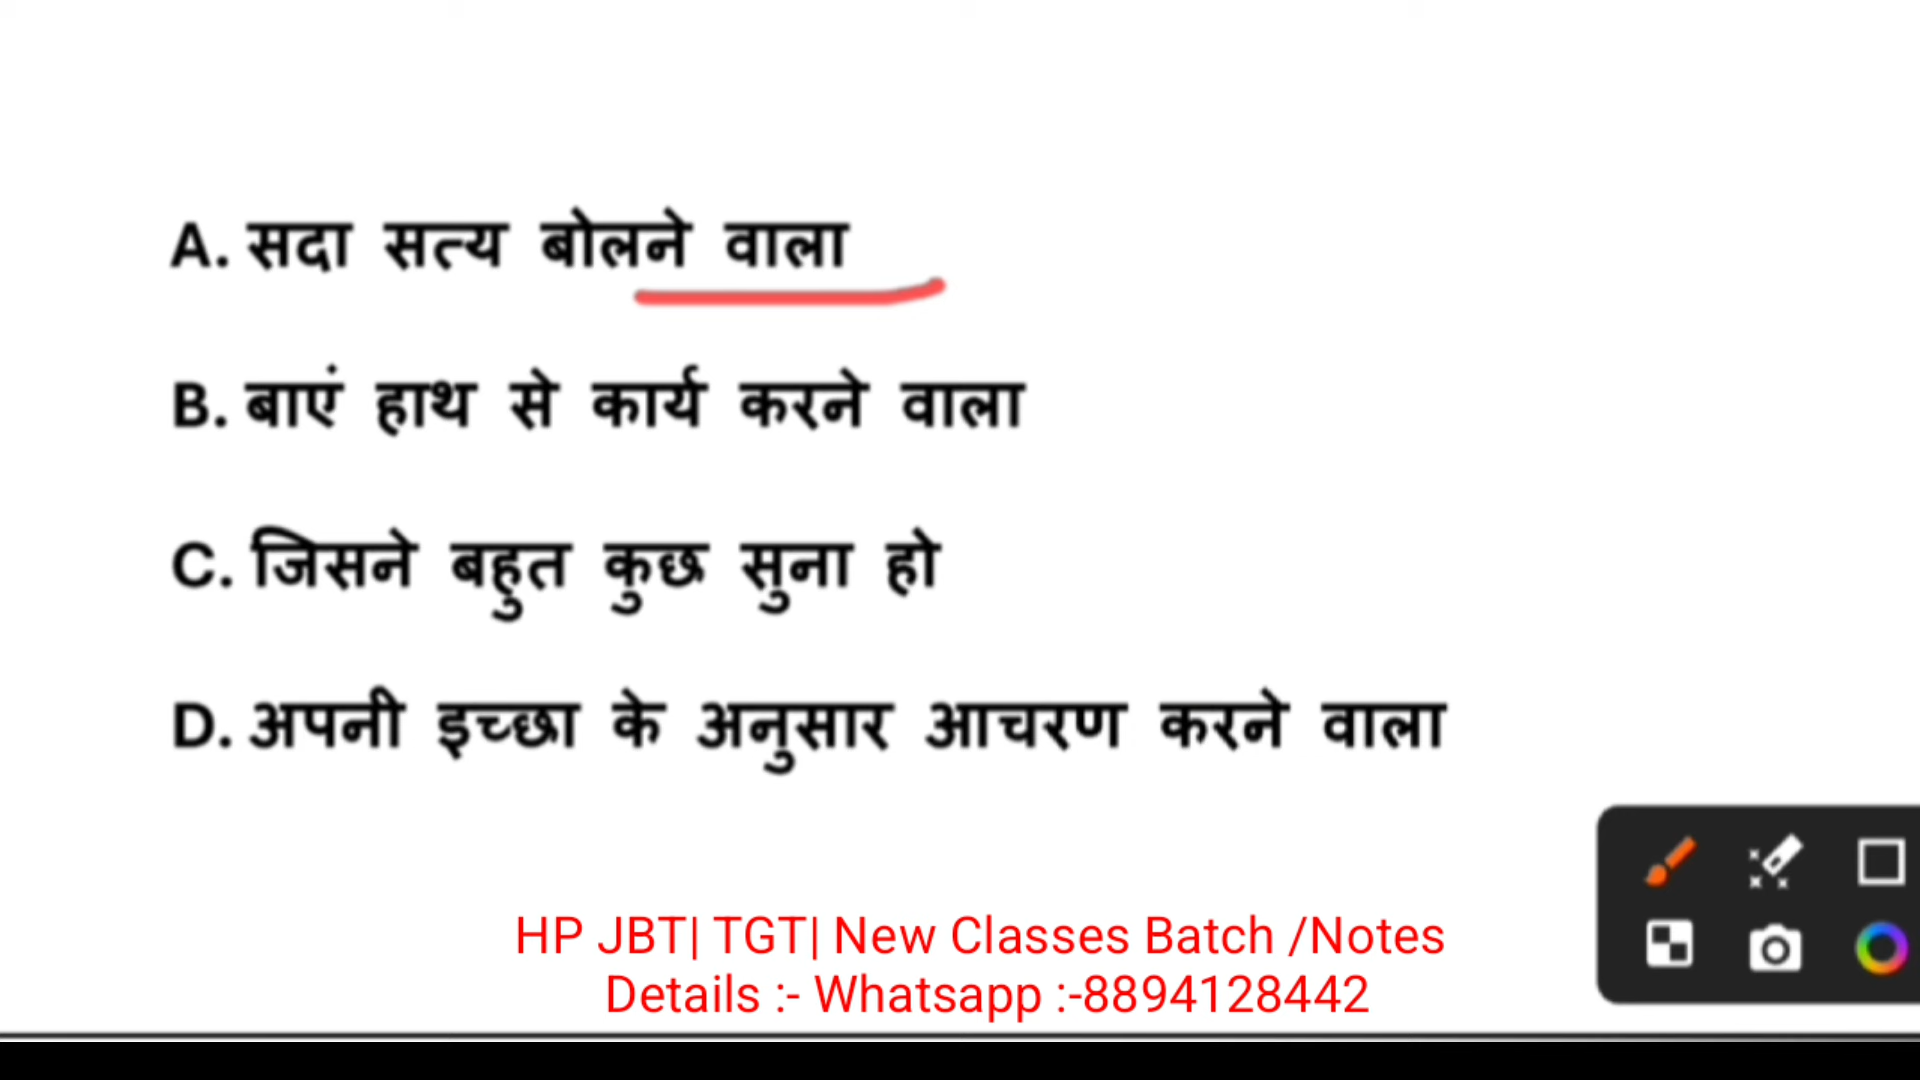 A. सदा सत्य बोलने वाला
B. बाएं हाथ से कार्य करने वाला
C. जिसने बहुत कुछ सुना हो
D. अपनी इच्छा के अनुसार आचरण करने वाला
HP JBT| TGT| New Classes Batch /Notes
Details :- Whatsapp :-8894128442